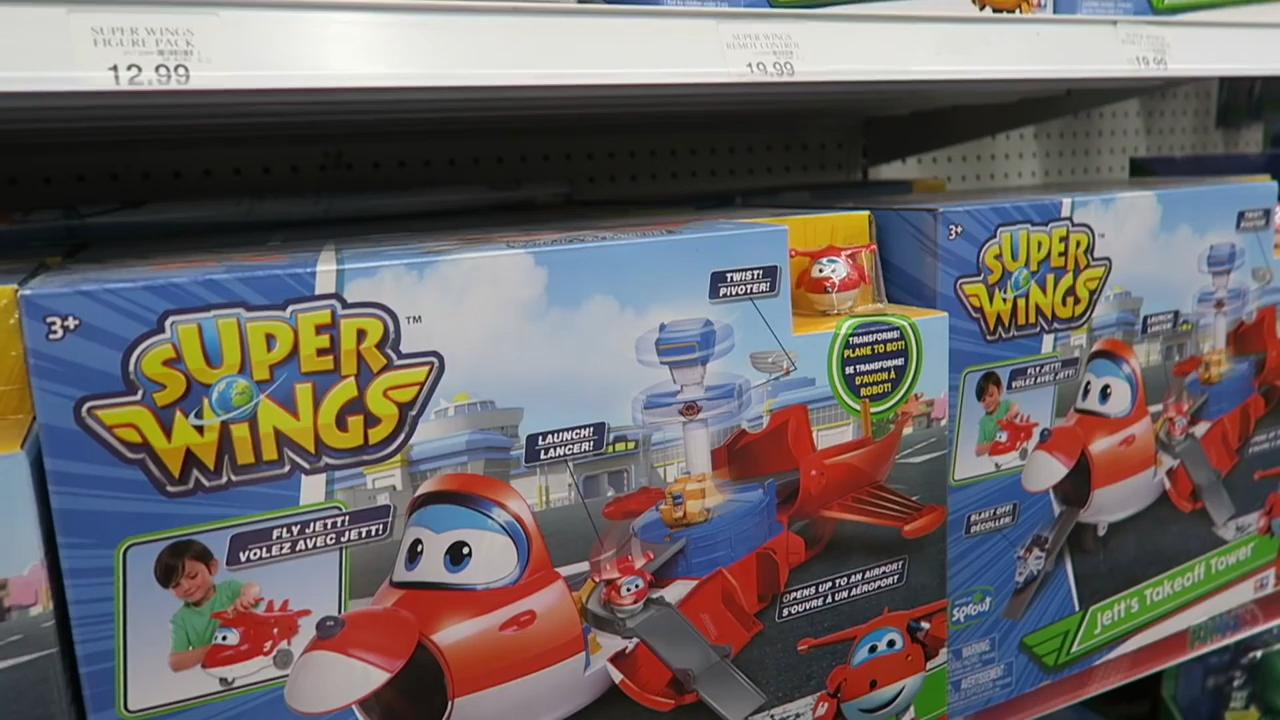 SUPER WINGS
FIGURE PACK
12.99
SUPER WINGS
REMOT CONTROL
19.99
19.99
3+
SUPER
WINGS
TM
TWIST!
PIVOTER!
TRANSFORMS!
PLANE TO BOT!
SE TRANSFORME!
D'AVION À
ROBOT!
LAUNCH!
LANCER!
FLY JETT!
VOLEZ AVEC JETT!
OPENS UP TO AN AIRPORT
S'OUVRE À UN AÉROPORT
3+
SUPER
WINGS
TWIST!
PIVOTER!
LAUNCH!
LANCER!
FLY JETT!
VOLEZ AVEC JETT!
BLAST OFF!
DÉCOLLER!
Sprout
Jett's Takeoff Tower
WARNING:
AVERTISSEMENT: